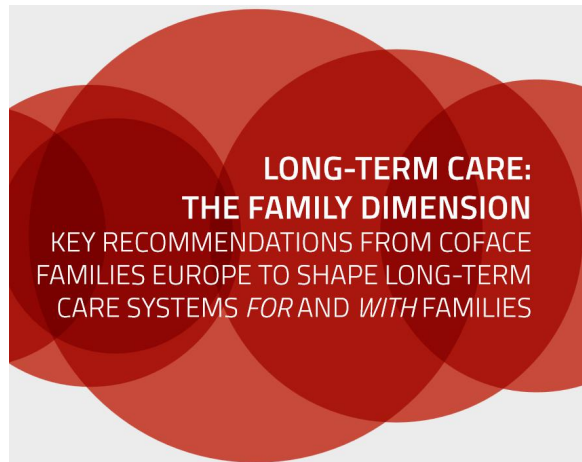 LONG-TERM CARE:
THE FAMILY DIMENSION
KEY RECOMMENDATIONS FROM COFACE
FAMILIES EUROPE TO SHAPE LONG-TERM
CARE SYSTEMS FOR AND WITH FAMILIES